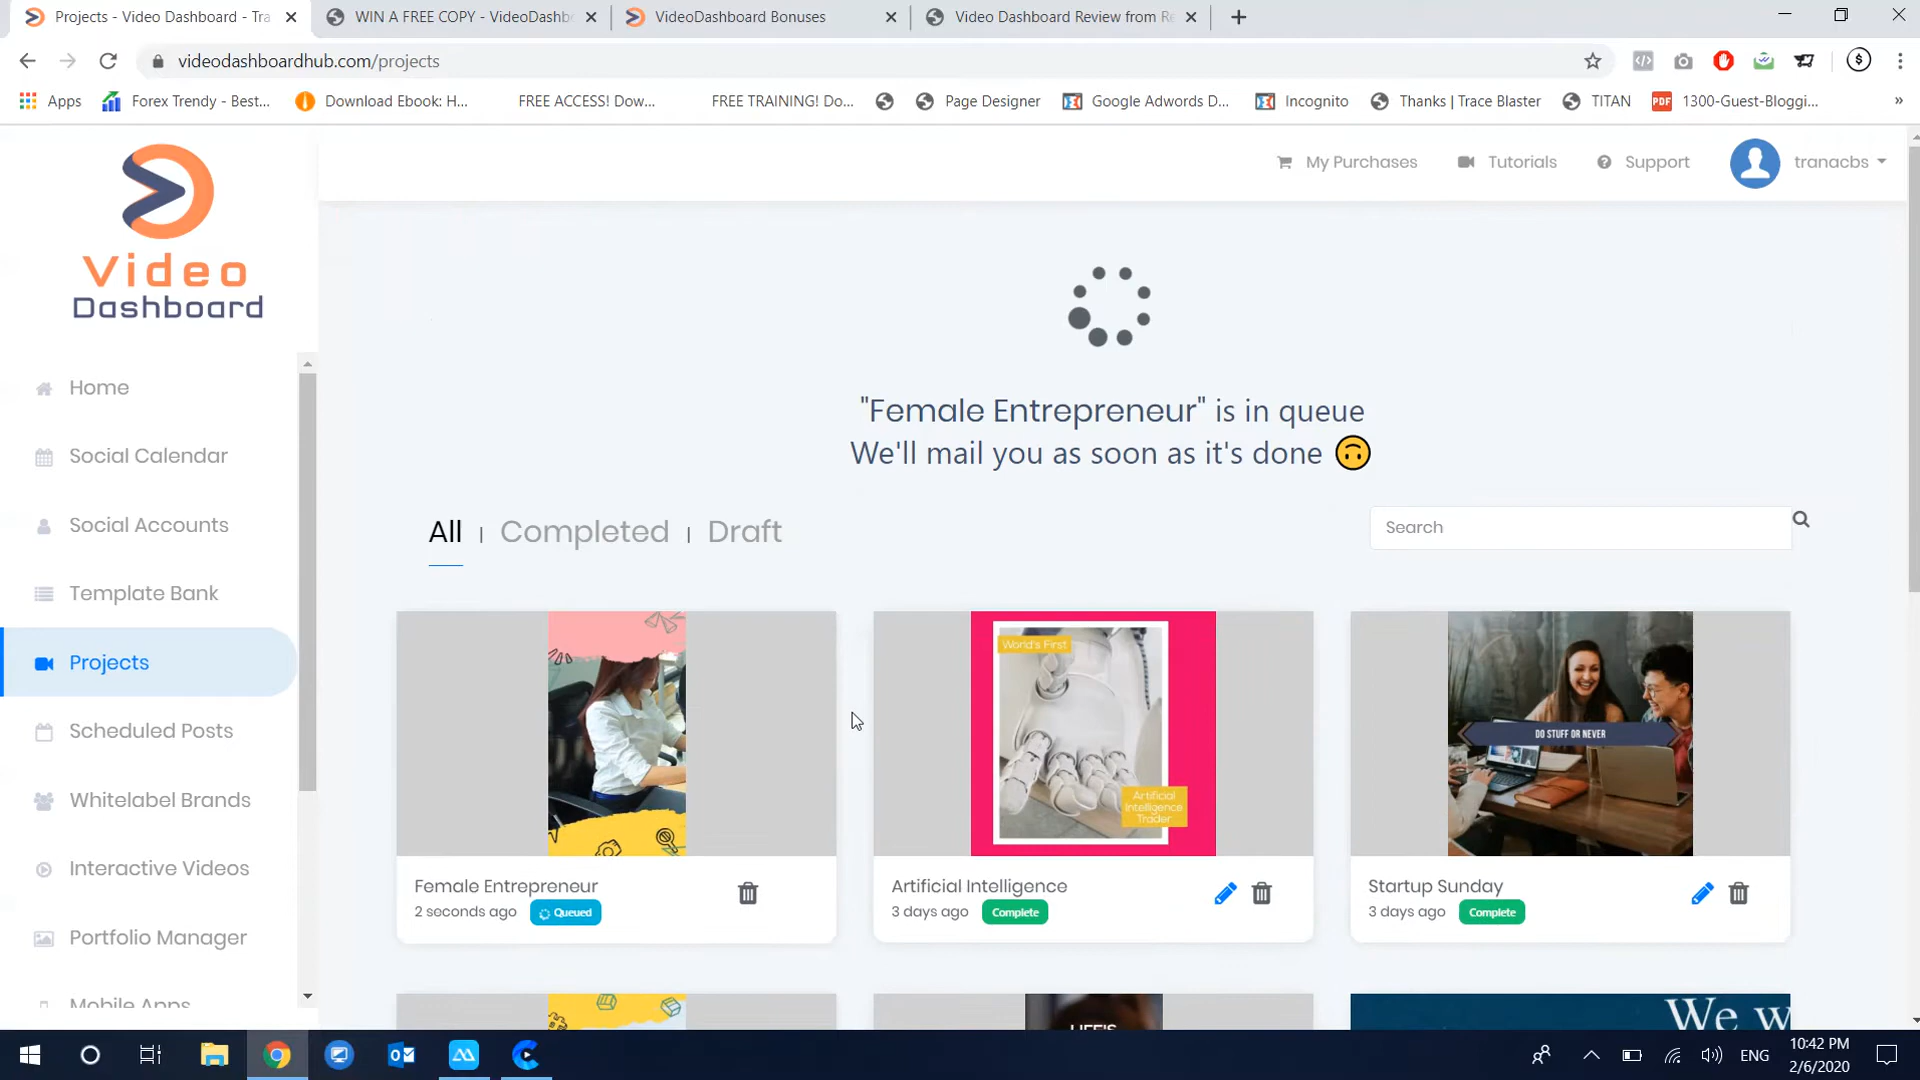 Projects - Video Dashboard - Tra
WIN A FREE COPY - VideoDashb
VideoDashboard Bonuses
Video Dashboard Review from Re
videodashboardhub.com/projects
Apps
Forex Trendy - Best...
Download Ebook: H...
FREE ACCESS! Dow...
FREE TRAINING! Do...
Page Designer
Google Adwords D...
Incognito
Thanks | Trace Blaster
TITAN
PDF
1300-Guest-Bloggi...
Video
Dashboard
My Purchases
Tutorials
Support
tranacbs
Home
Social Calendar
Social Accounts
Template Bank
Projects
Scheduled Posts
Whitelabel Brands
Interactive Videos
Portfolio Manager
Mobile Apps
"Female Entrepreneur" is in queue
We'll mail you as soon as it's done 🙃
All | Completed | Draft
Search
World's First
Artificial
Intelligence
Trader
DO STUFF OR NEVER
Female Entrepreneur
2 seconds ago Queued
Artificial Intelligence
3 days ago Complete
Startup Sunday
3 days ago Complete
LIFE'S
We w
ENG
10:42 PM
2/6/2020